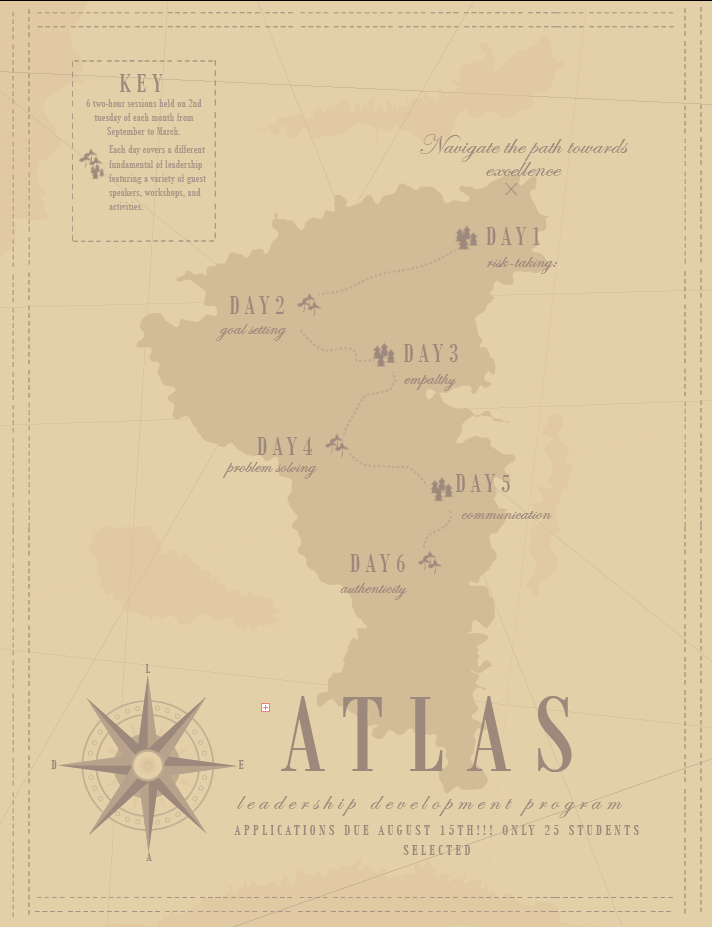 KEY
6 two-hour sessions held on 2nd
tuesday of each month from
September to March.
Each day covers a different
fundamental of leadership
featuring a variety of guest
speakers, workshops, and
activities.
Navigate the path towards
excellence
DAY 1
risk-taking:
DAY 2
goal setting
DAY 3
empalthy
DAY 4
problem solving
DAY 5
communication
DAY 6
authenticity
L
D
E
A
ATLAS
leadership development program
APPLICATIONS DUE AUGUST 15TH!!! ONLY 25 STUDENTS
SELECTED